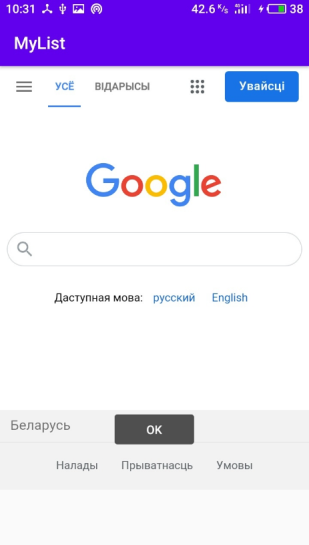 10:31 42.6 K/s 38
MyList
УСЁ ВІДАРЫСЫ Увайсці
Google
Даступная мова: русский English
Беларусь
OK
Налады Прыватнасць Умовы